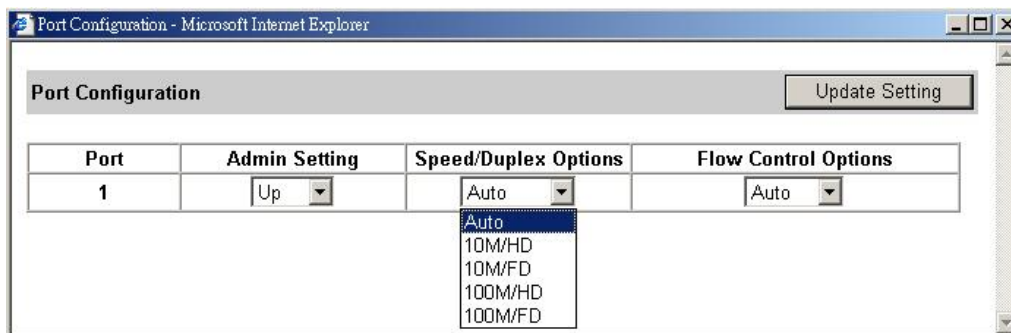 Port Configuration - Microsoft Internet Explorer
Port Configuration
Update Setting
Port Admin Setting Speed/Duplex Options Flow Control Options
1 Up Auto Auto
Auto
10M/HD
10M/FD
100M/HD
100M/FD